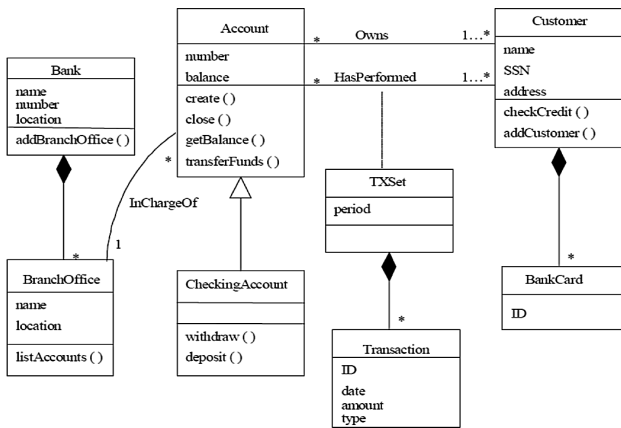 Account
number
balance
create ( )
close ( )
getBalance ( )
transferFunds ( )
* Owns 1...*
* HasPerformed 1...*
Customer
name
SSN
address
checkCredit ( )
addCustomer ( )
Bank
name
number
location
addBranchOffice ( )
*
InChargeOf
1
*
BranchOffice
name
location
listAccounts ( )
CheckingAccount
withdraw ( )
deposit ( )
TXSet
period
*
Transaction
ID
date
amount
type
*
BankCard
ID